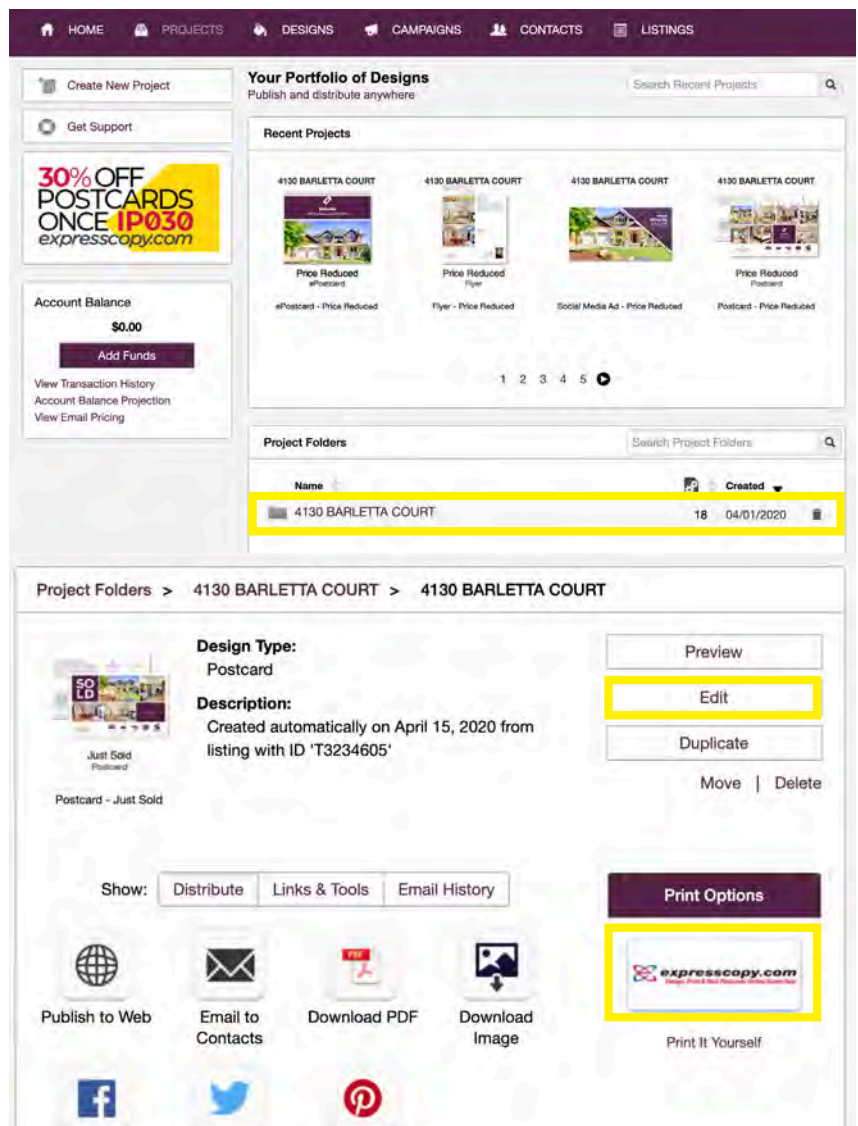 HOME PROJECTS DESIGNS CAMPAIGNS CONTACTS LISTINGS
Create New Project
Get Support
30% OFF
POSTCARDS
ONCE IP030
expresscopy.com
Account Balance
$0.00
Add Funds
View Transaction History
Account Balance Projection
View Email Pricing
Your Portfolio of Designs
Publish and distribute anywhere
Search Recent Projects
Recent Projects
4130 BARLETTA COURT 4130 BARLETTA COURT 4130 BARLETTA COURT 4130 BARLETTA COURT
Price Reduced Price Reduced Price Reduced
ePostcard Flyer Postcard
ePostcard - Price Reduced Flyer - Price Reduced Social Media Ad - Price Reduced Postcard - Price Reduced
1 2 3 4 5
Project Folders Search Project Folders
Name Created
4130 BARLETTA COURT 18 04/01/2020
Project Folders > 4130 BARLETTA COURT > 4130 BARLETTA COURT
SO
LD
Just Sold
Postcard
Postcard - Just Sold
Design Type:
Postcard
Description:
Created automatically on April 15, 2020 from
listing with ID 'T3234605'
Preview
Edit
Duplicate
Move | Delete
Show: Distribute Links & Tools Email History
Print Options
expresscopy.com
Print It Yourself
Publish to Web
Email to
Contacts
PDF
Download PDF
Download
Image